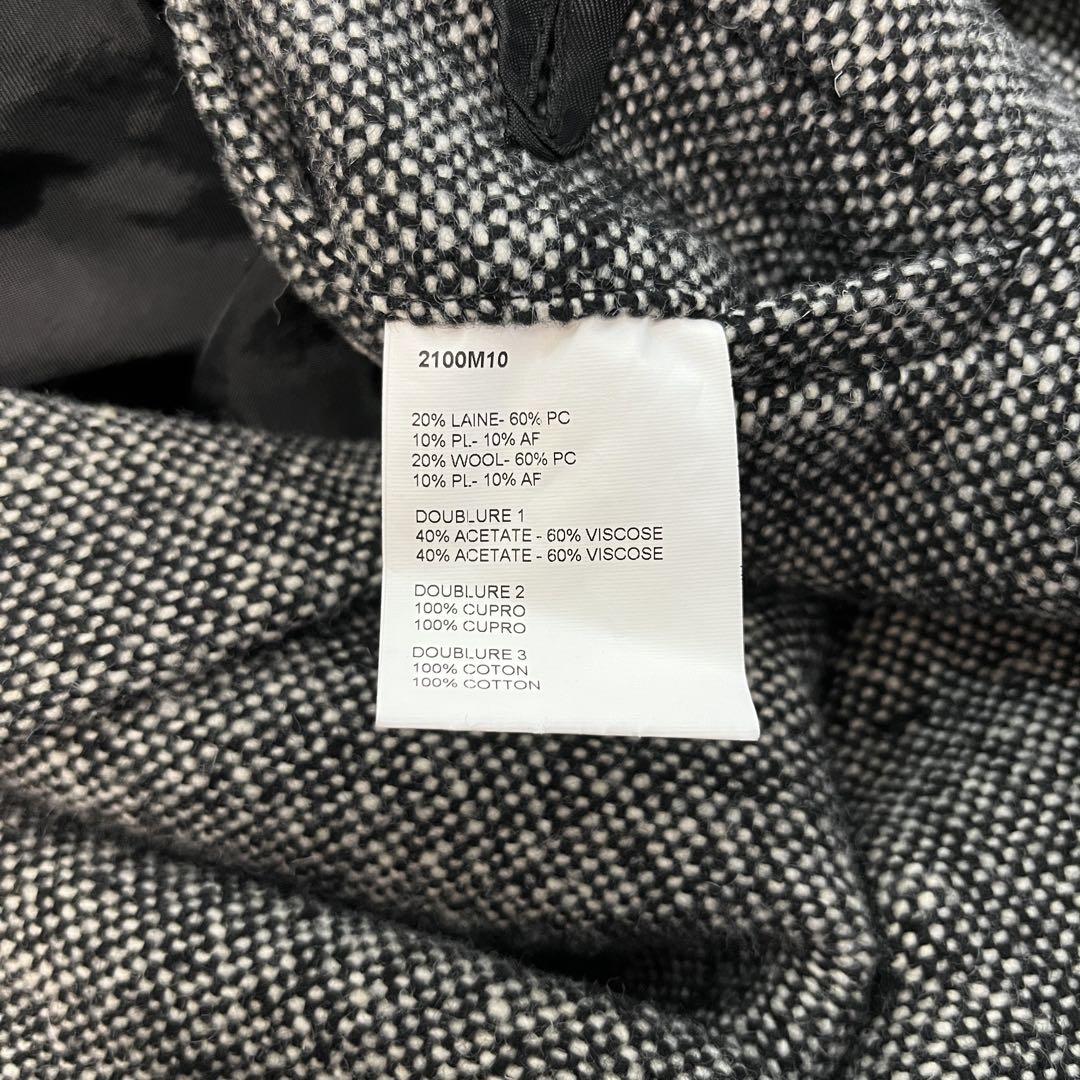 2100M10
20% LAINE- 60% PC
10% PL- 10% AF
20% WOOL- 60% PC
10% PL- 10% AF
DOUBLURE 1
40% ACETATE - 60% VISCOSE
40% ACETATE - 60% VISCOSE
DOUBLURE 2
100% CUPRO
100% CUPRO
DOUBLURE 3
100% COTON
100% COTTON